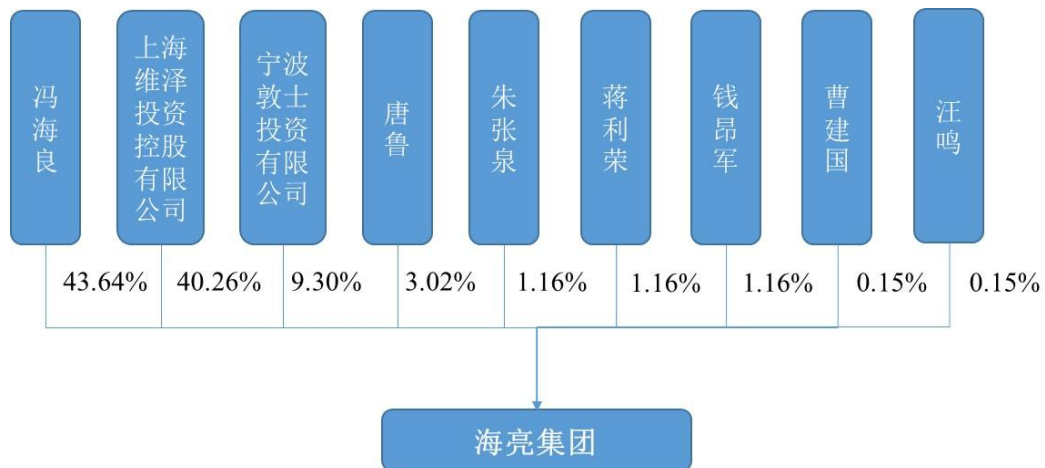 冯海良
上海维泽投资控股有限公司
宁波敦士投资有限公司
唐鲁
朱张泉
蒋利荣
钱昂军
曹建国
汪鸣
43.64%
40.26%
9.30%
3.02%
1.16%
1.16%
1.16%
0.15%
0.15%
海亮集团